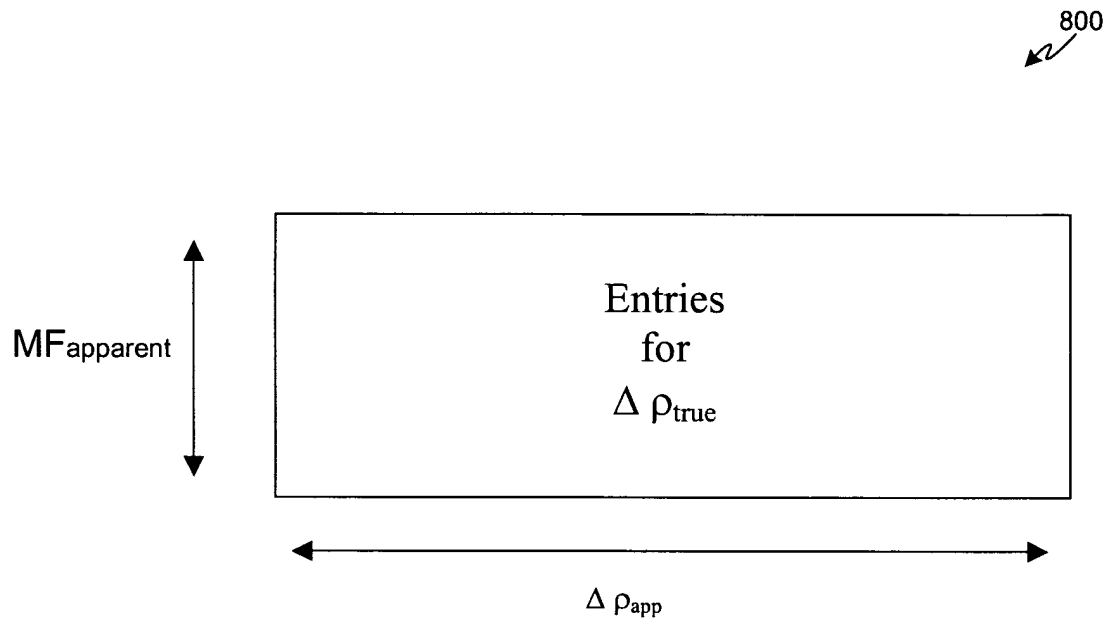 800
Entries
for
Δ ρtrue
MFapparent
Δ ρapp